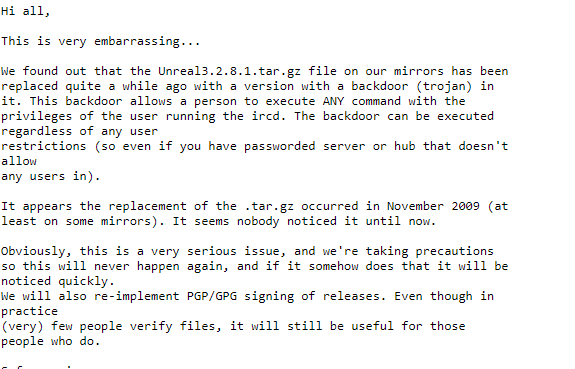 Hi all,
This is very embarrassing...
We found out that the Unreal3.2.8.1.tar.gz file on our mirrors has been
replaced quite a while ago with a version with a backdoor (trojan) in
it. This backdoor allows a person to execute ANY command with the
privileges of the user running the ircd. The backdoor can be executed
regardless of any user
restrictions (so even if you have passworded server or hub that doesn't
allow
any users in).
It appears the replacement of the .tar.gz occurred in November 2009 (at
least on some mirrors). It seems nobody noticed it until now.
Obviously, this is a very serious issue, and we're taking precautions
so this will never happen again, and if it somehow does that it will be
noticed quickly.
We will also re-implement PGP/GPG signing of releases. Even though in
practice
(very) few people verify files, it will still be useful for those
people who do.